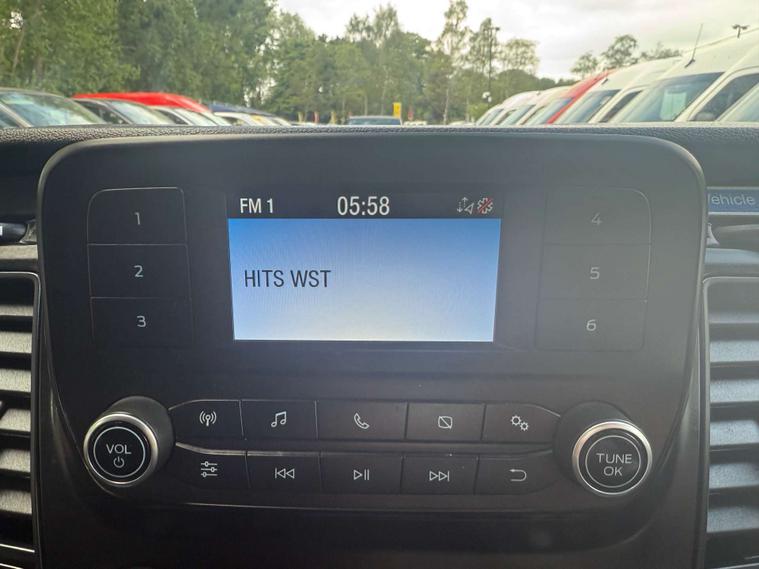 FM 1 05:58
HITS WST
1
2
3
4
5
6
VOL
TUNE
OK
Vehicle